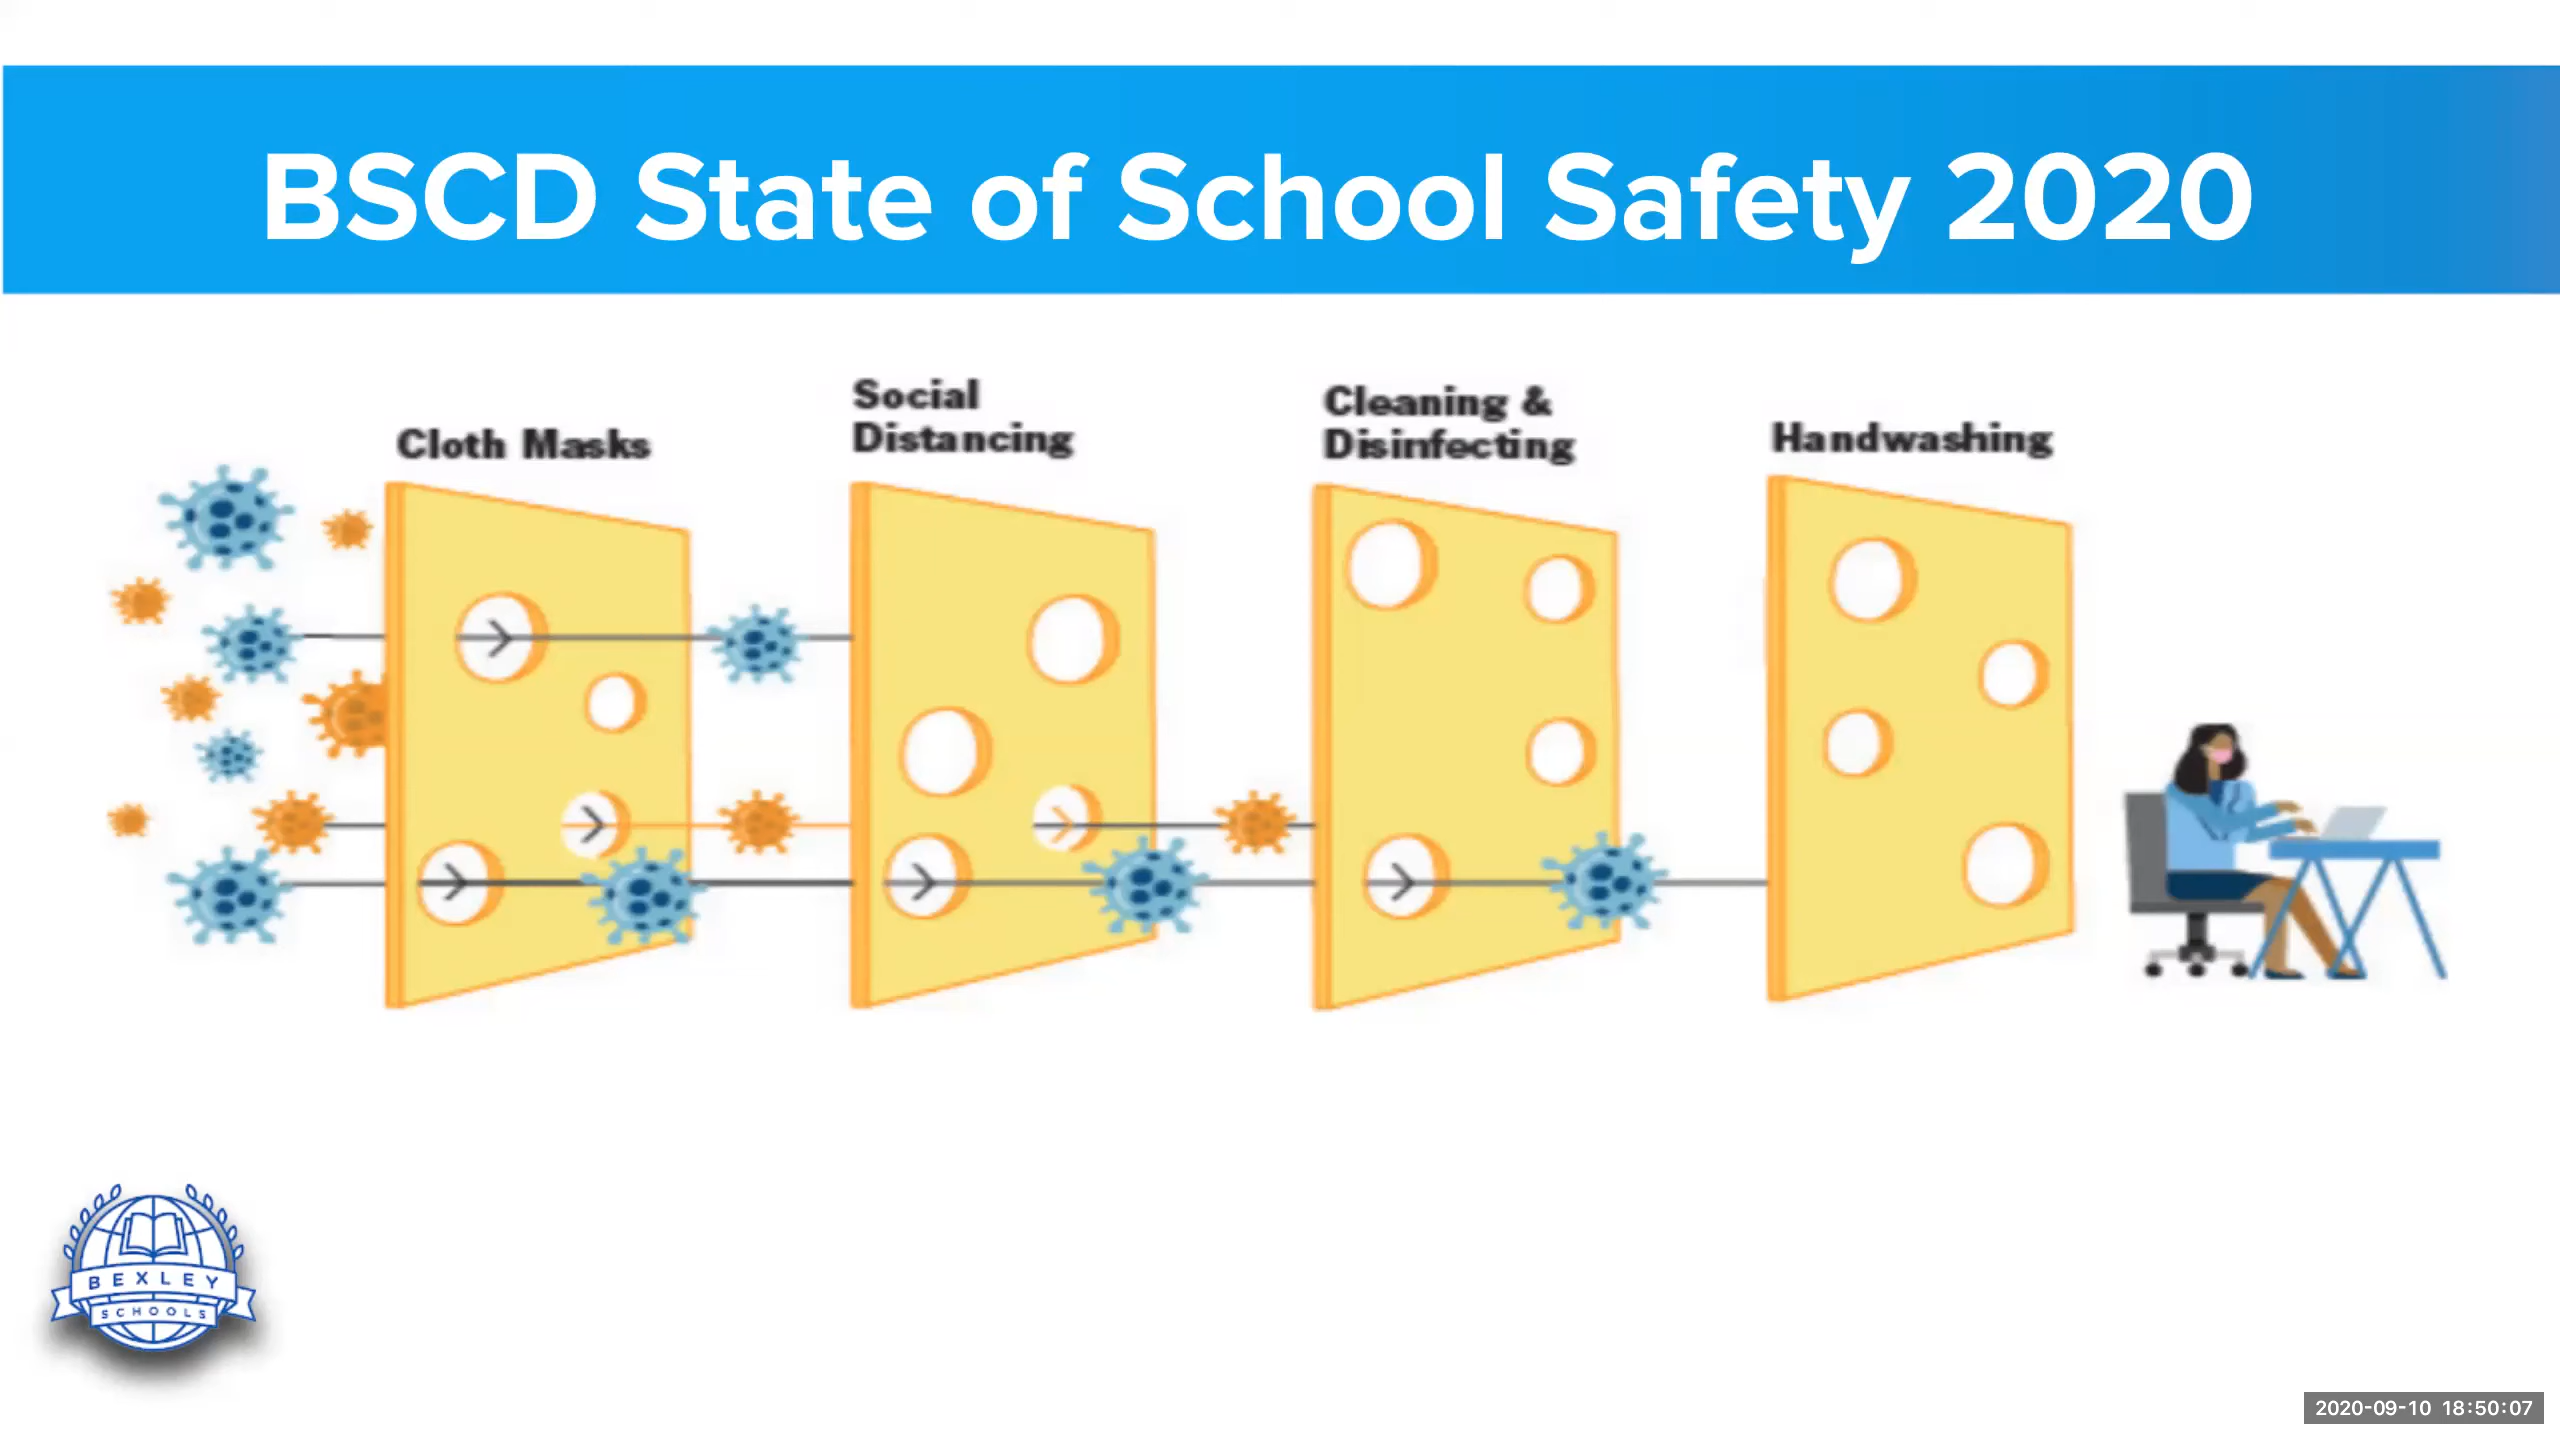 BSCD State of School Safety 2020
Cloth Masks
Social
Distancing
Cleaning &
Disinfecting
Handwashing
BEXLEY
SCHOOLS
2020-09-10 18:50:07